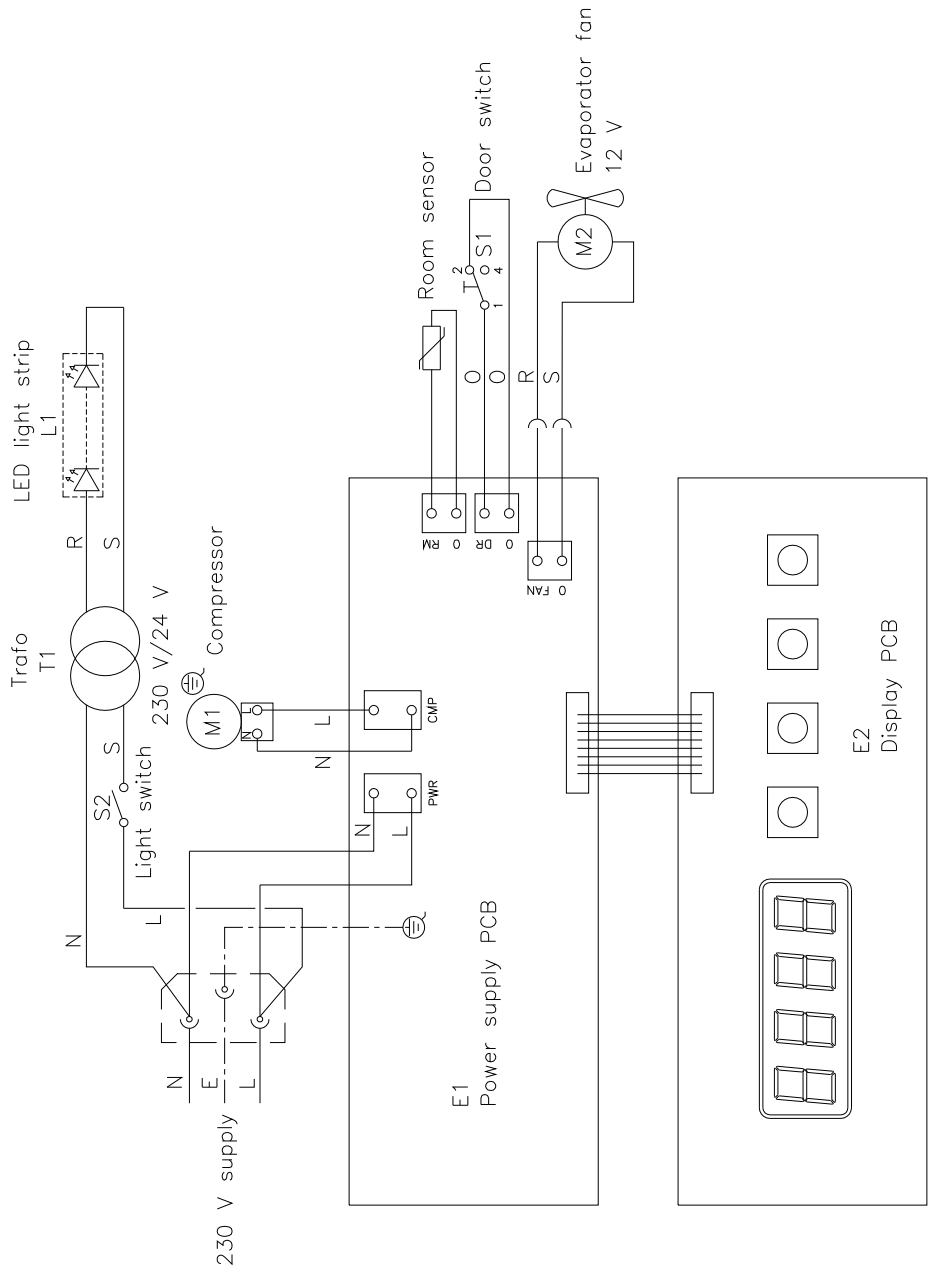 230 V supply
N
E
L
N
L
S2
Light switch
S
Trafo
T1
230 V/24 V
R
S
LED light strip
L1
M1
N
L
Compressor
N
L
N
L
PWR
CMP
E1
Power supply PCB
RM
0
DR
0
FAN
0
Room sensor
O
O
1
2
4
S1
Door switch
R
S
M2
Evaporator fan
12 V
E2
Display PCB